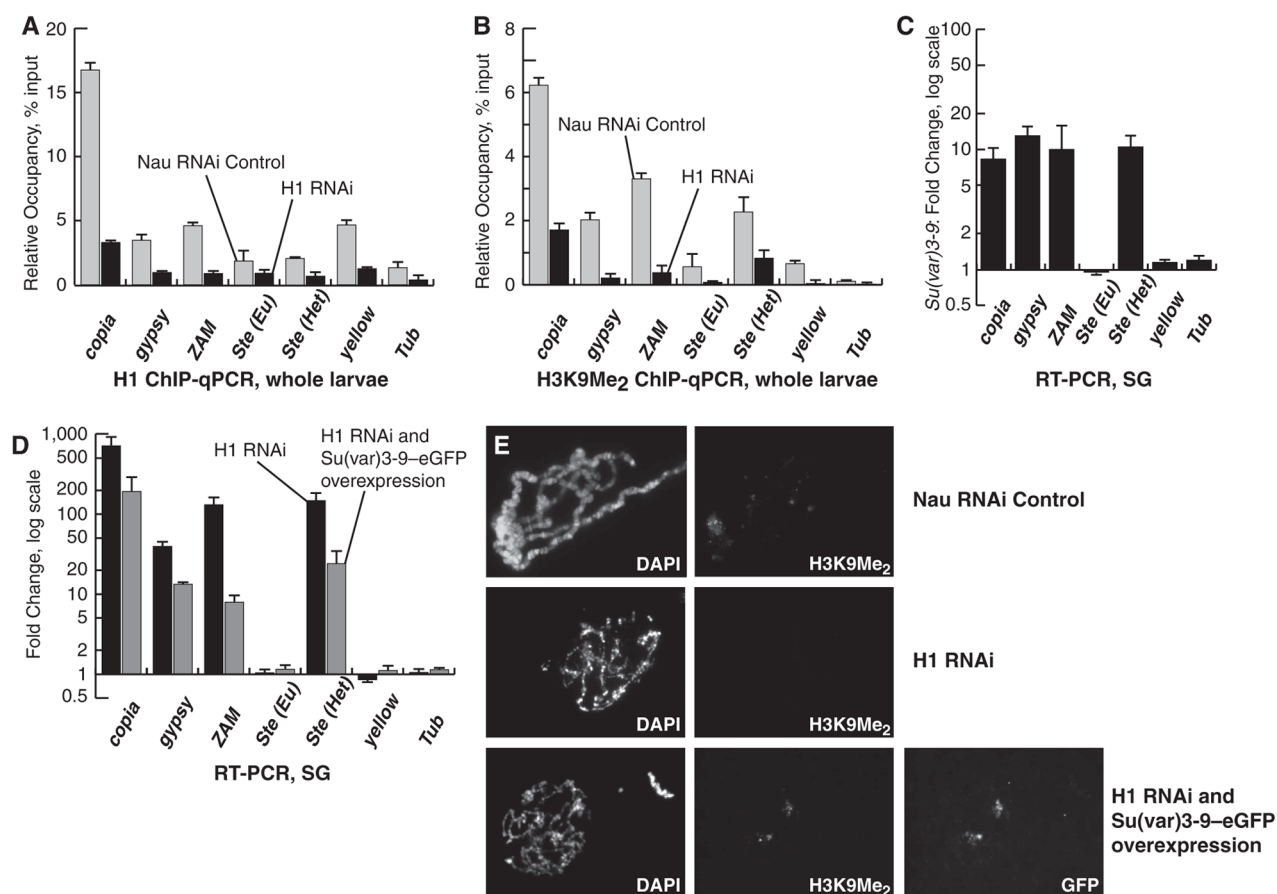 A
Relative Occupancy, % input
20
15
10
5
0
Nau RNAi Control
H1 RNAi
copia
gypsy
ZAM
Ste (Eu)
Ste (Het)
yellow
Tub
H1 ChIP-qPCR, whole larvae
B
Relative Occupancy, % input
8
6
4
2
0
Nau RNAi Control
H1 RNAi
copia
gypsy
ZAM
Ste (Eu)
Ste (Het)
yellow
Tub
H3K9Me2 ChIP-qPCR, whole larvae
C
Su(var)3-9: Fold Change, log scale
100
50
20
10
5
2
1
0.5
copia
gypsy
ZAM
Ste (Eu)
Ste (Het)
yellow
Tub
RT-PCR, SG
D
Fold Change, log scale
1,000
500
200
100
50
20
10
5
2
1
0.5
H1 RNAi
H1 RNAi and
Su(var)3-9–eGFP
overexpression
copia
gypsy
ZAM
Ste (Eu)
Ste (Het)
yellow
Tub
RT-PCR, SG
E
DAPI
H3K9Me2
Nau RNAi Control
DAPI
H3K9Me2
H1 RNAi
DAPI
H3K9Me2
GFP
H1 RNAi and
Su(var)3-9–eGFP
overexpression